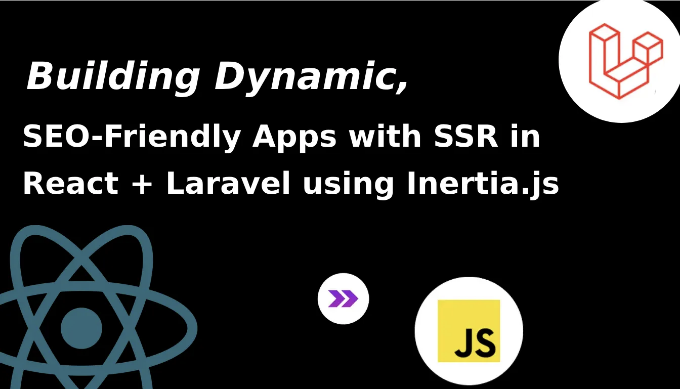 Building Dynamic,
SEO-Friendly Apps with SSR in
React + Laravel using Inertia.js
JS